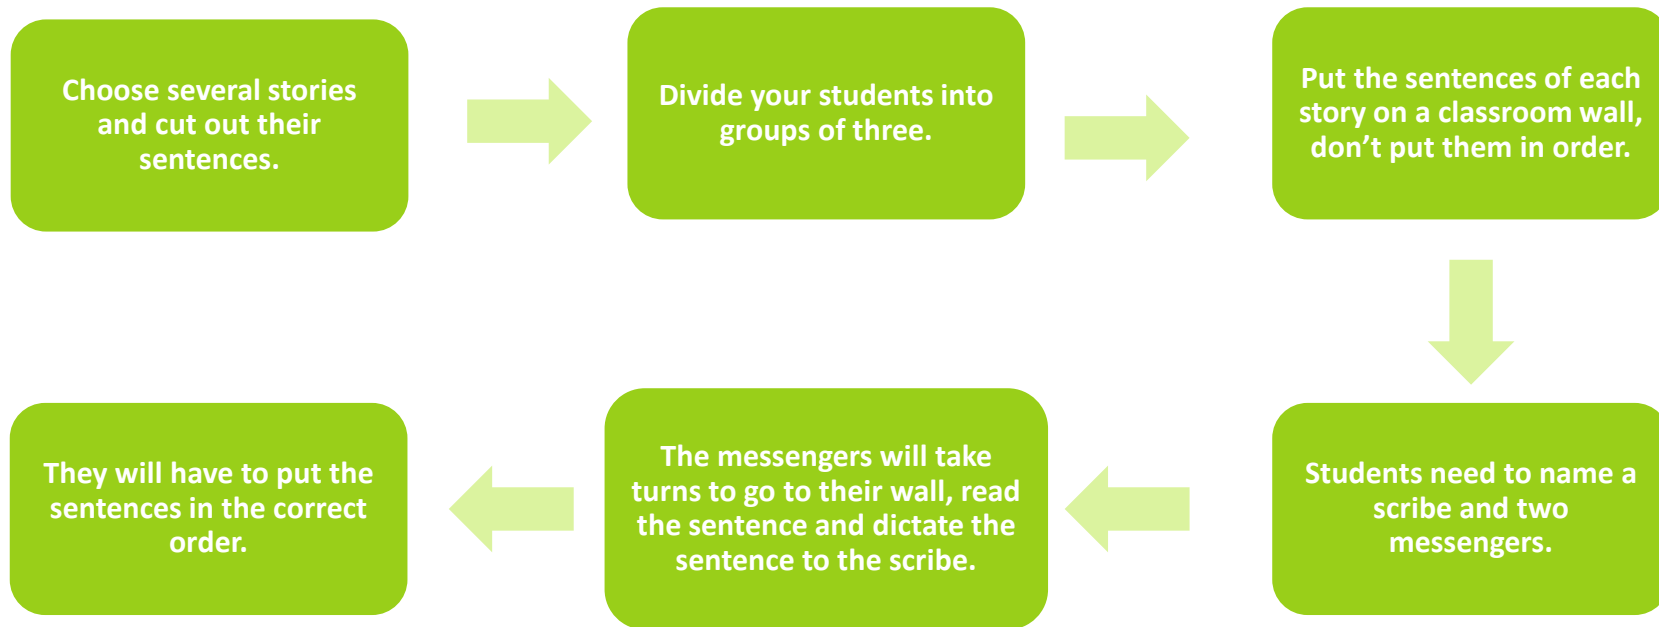 Choose several stories
and cut out their
sentences.
Divide your students into
groups of three.
Put the sentences of each
story on a classroom wall,
don’t put them in order.
Students need to name a
scribe and two
messengers.
The messengers will take
turns to go to their wall, read
the sentence and dictate the
sentence to the scribe.
They will have to put the
sentences in the correct
order.